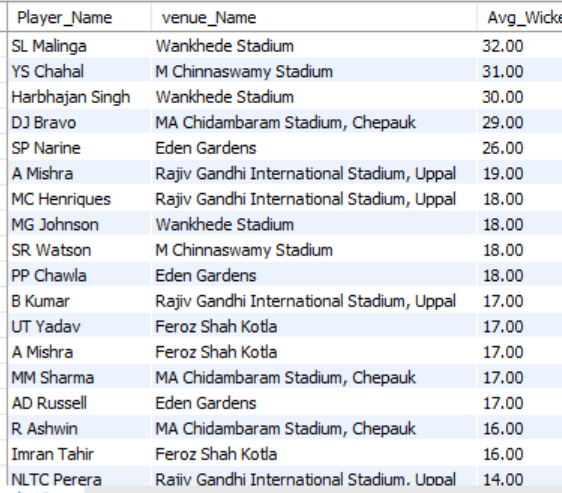 Player_Name venue_Name Avg_Wicke
SL Malinga Wankhede Stadium 32.00
YS Chahal M Chinnaswamy Stadium 31.00
Harbhajan Singh Wankhede Stadium 30.00
DJ Bravo MA Chidambaram Stadium, Chepauk 29.00
SP Narine Eden Gardens 26.00
A Mishra Rajiv Gandhi International Stadium, Uppal 19.00
MC Henriques Rajiv Gandhi International Stadium, Uppal 18.00
MG Johnson Wankhede Stadium 18.00
SR Watson M Chinnaswamy Stadium 18.00
PP Chawla Eden Gardens 18.00
B Kumar Rajiv Gandhi International Stadium, Uppal 17.00
UT Yadav Feroz Shah Kotla 17.00
A Mishra Feroz Shah Kotla 17.00
MM Sharma MA Chidambaram Stadium, Chepauk 17.00
AD Russell Eden Gardens 17.00
R Ashwin MA Chidambaram Stadium, Chepauk 16.00
Imran Tahir Feroz Shah Kotla 16.00
NLTC Perera Rajiv Gandhi International Stadium, Uppal 14.00